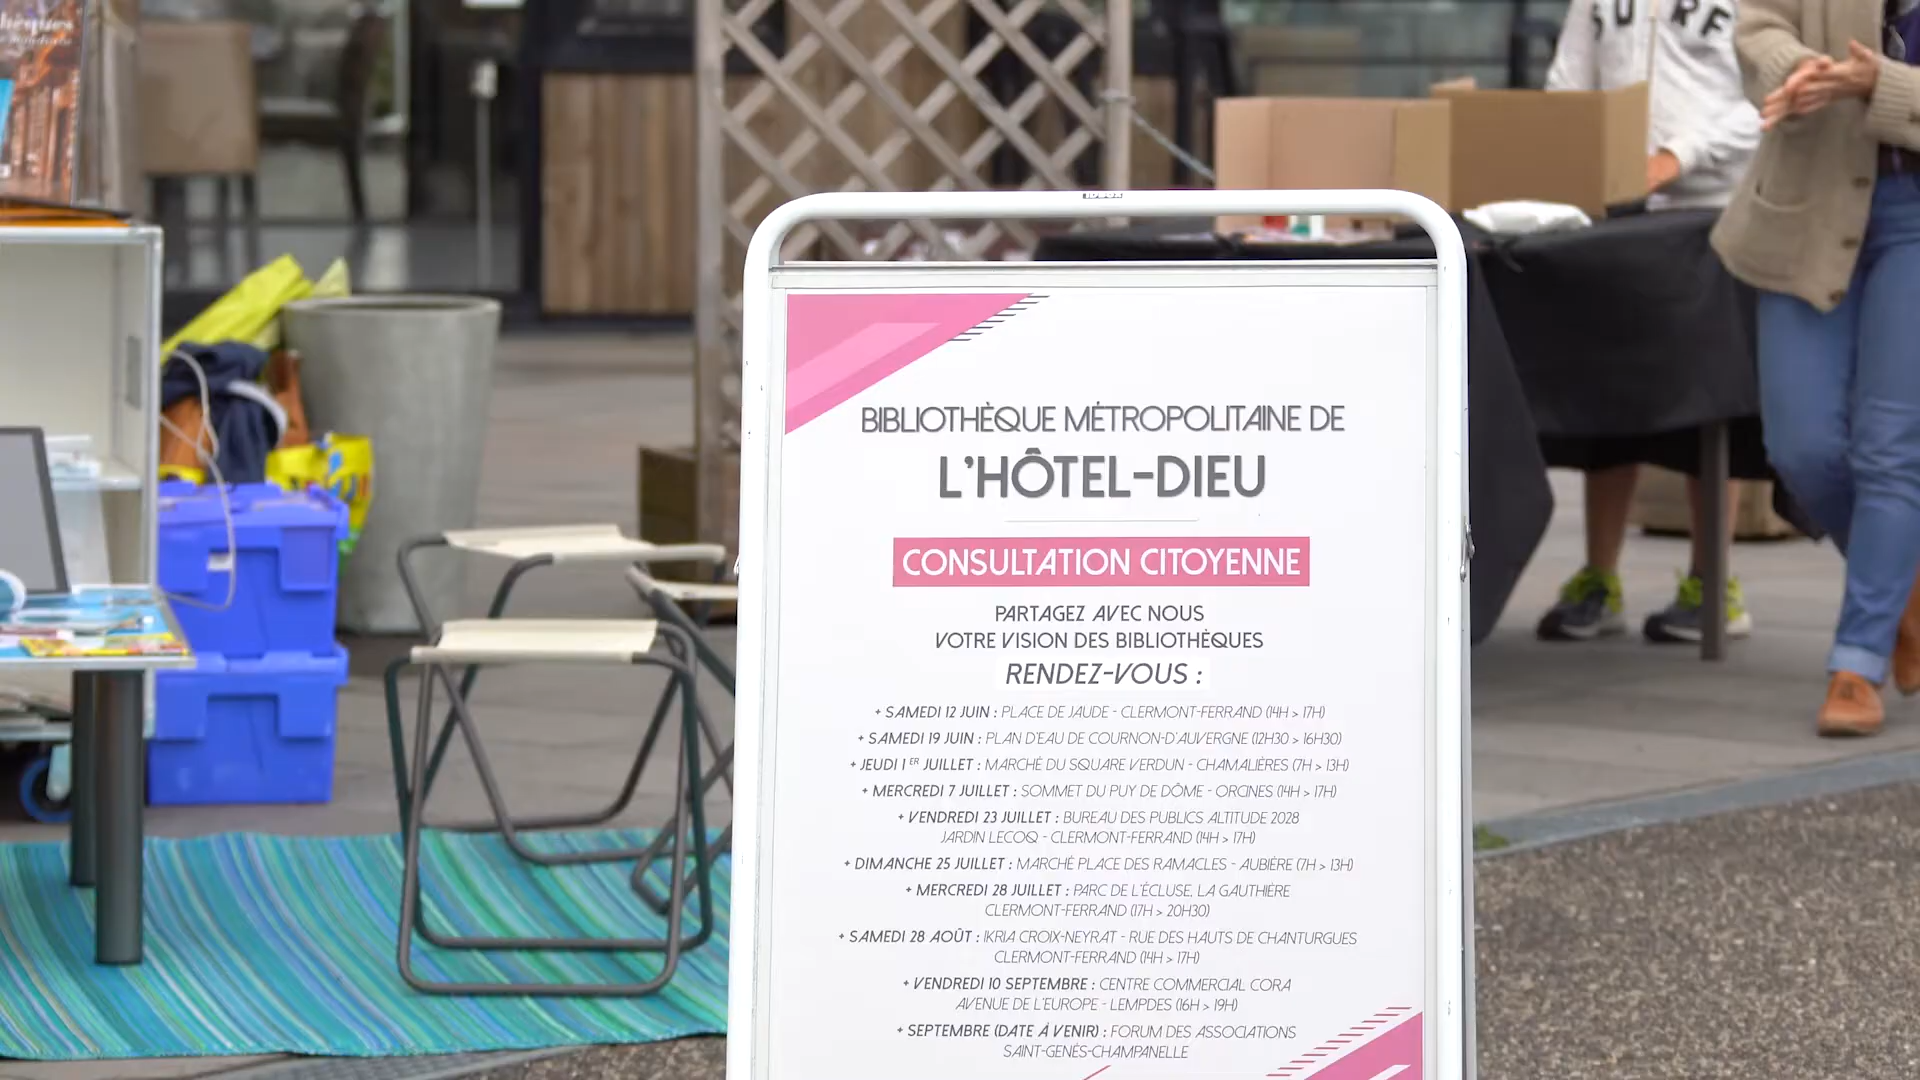 SURF
BIBLIOTHÈQUE MÉTROPOLITAINE DE
L'HÔTEL-DIEU
CONSULTATION CITOYENNE
PARTAGEZ AVEC NOUS
VOTRE VISION DES BIBLIOTHÈQUES
RENDEZ-VOUS :
+ SAMEDI 12 JUIN : PLACE DE JAUDE - CLERMONT-FERRAND (14H > 17H)
+ SAMEDI 19 JUIN : PLAN D'EAU DE COURNON-D'AUVERGNE (12H30 > 16H30)
+ JEUDI 1ER JUILLET : MARCHÉ DU SQUARE VERDUN - CHAMALIÈRES (7H > 13H)
+ MERCREDI 7 JUILLET : SOMMET DU PUY DE DÔME - ORCINES (14H > 17H)
+ VENDREDI 23 JUILLET : BUREAU DES PUBLICS ALTITUDE 2028
JARDIN LECOQ - CLERMONT-FERRAND (14H > 17H)
+ DIMANCHE 25 JUILLET : MARCHÉ PLACE DES RAMACLES - AUBIÈRE (7H > 13H)
+ MERCREDI 28 JUILLET : PARC DE L'ÉCLUSE, LA GAUTHIÈRE
CLERMONT-FERRAND (17H > 20H30)
+ SAMEDI 28 AOÛT : IKRIA CROIX-NEYRAT - RUE DES HAUTS DE CHANTURGUES
CLERMONT-FERRAND (14H > 17H)
+ VENDREDI 10 SEPTEMBRE : CENTRE COMMERCIAL CORA
AVENUE DE L'EUROPE - LEMPDES (16H > 19H)
+ SEPTEMBRE (DATE À VENIR) : FORUM DES ASSOCIATIONS
SAINT-GENÈS-CHAMPANELLE